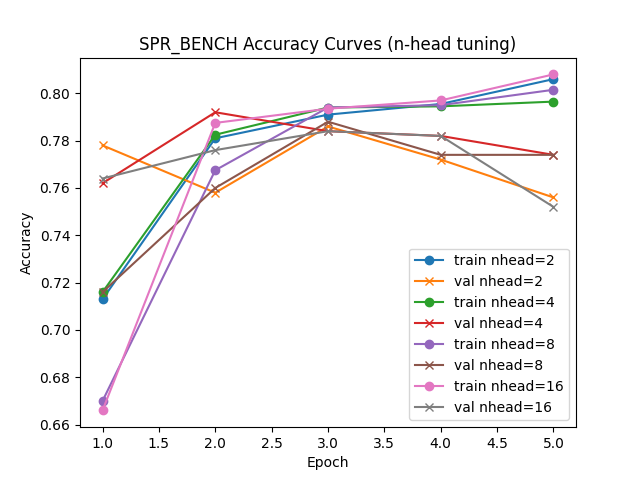 SPR_BENCH Accuracy Curves (n-head tuning)
Accuracy
0.80
0.78
0.76
0.74
0.72
0.70
0.68
0.66
train nhead=2
val nhead=2
train nhead=4
val nhead=4
train nhead=8
val nhead=8
train nhead=16
val nhead=16
1.0 1.5 2.0 2.5 3.0 3.5 4.0 4.5 5.0
Epoch